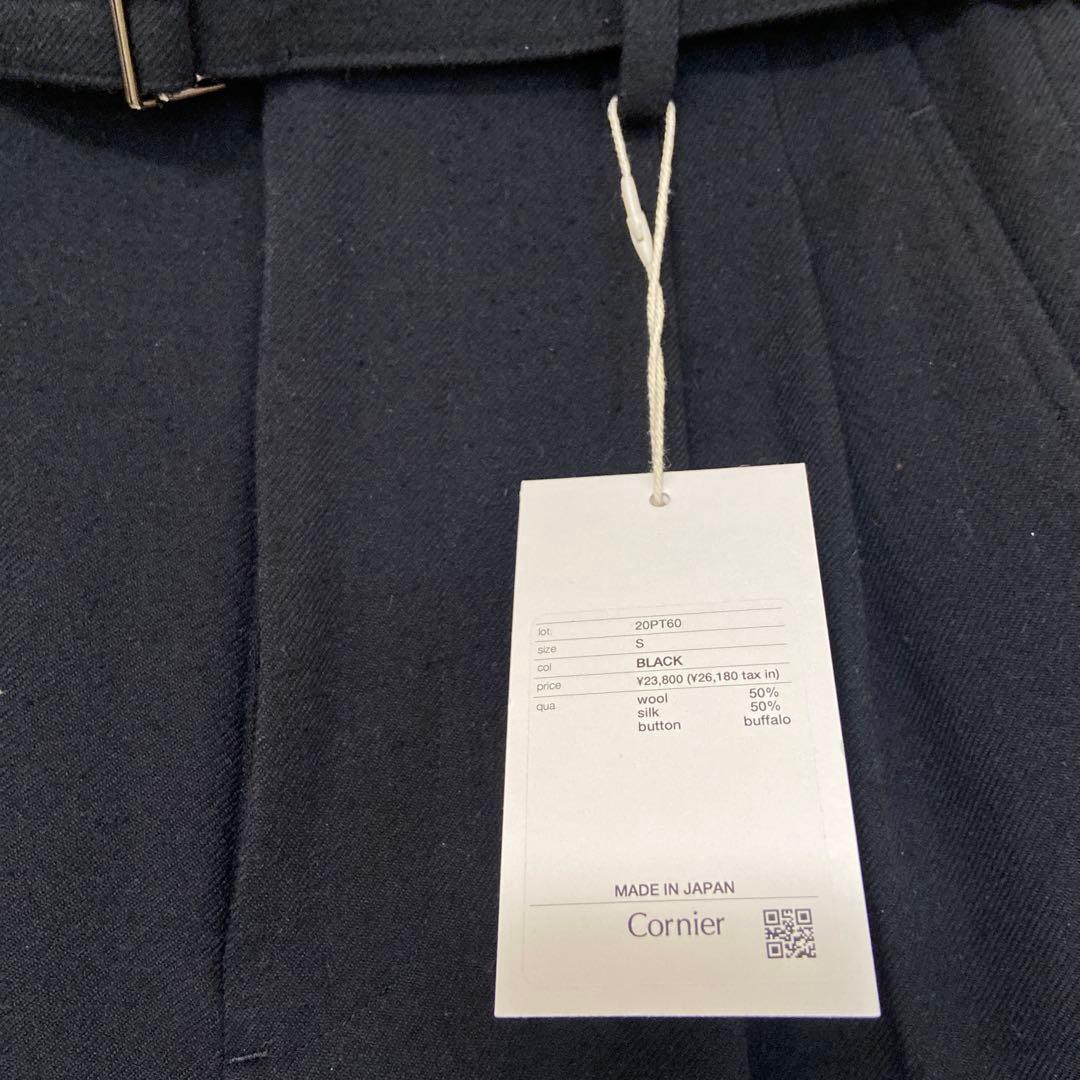 lot. 20PT60
size S
col BLACK
price ¥23,800 (¥26,180 tax in)
qua wool 50%
silk 50%
button buffalo
MADE IN JAPAN
Cornier